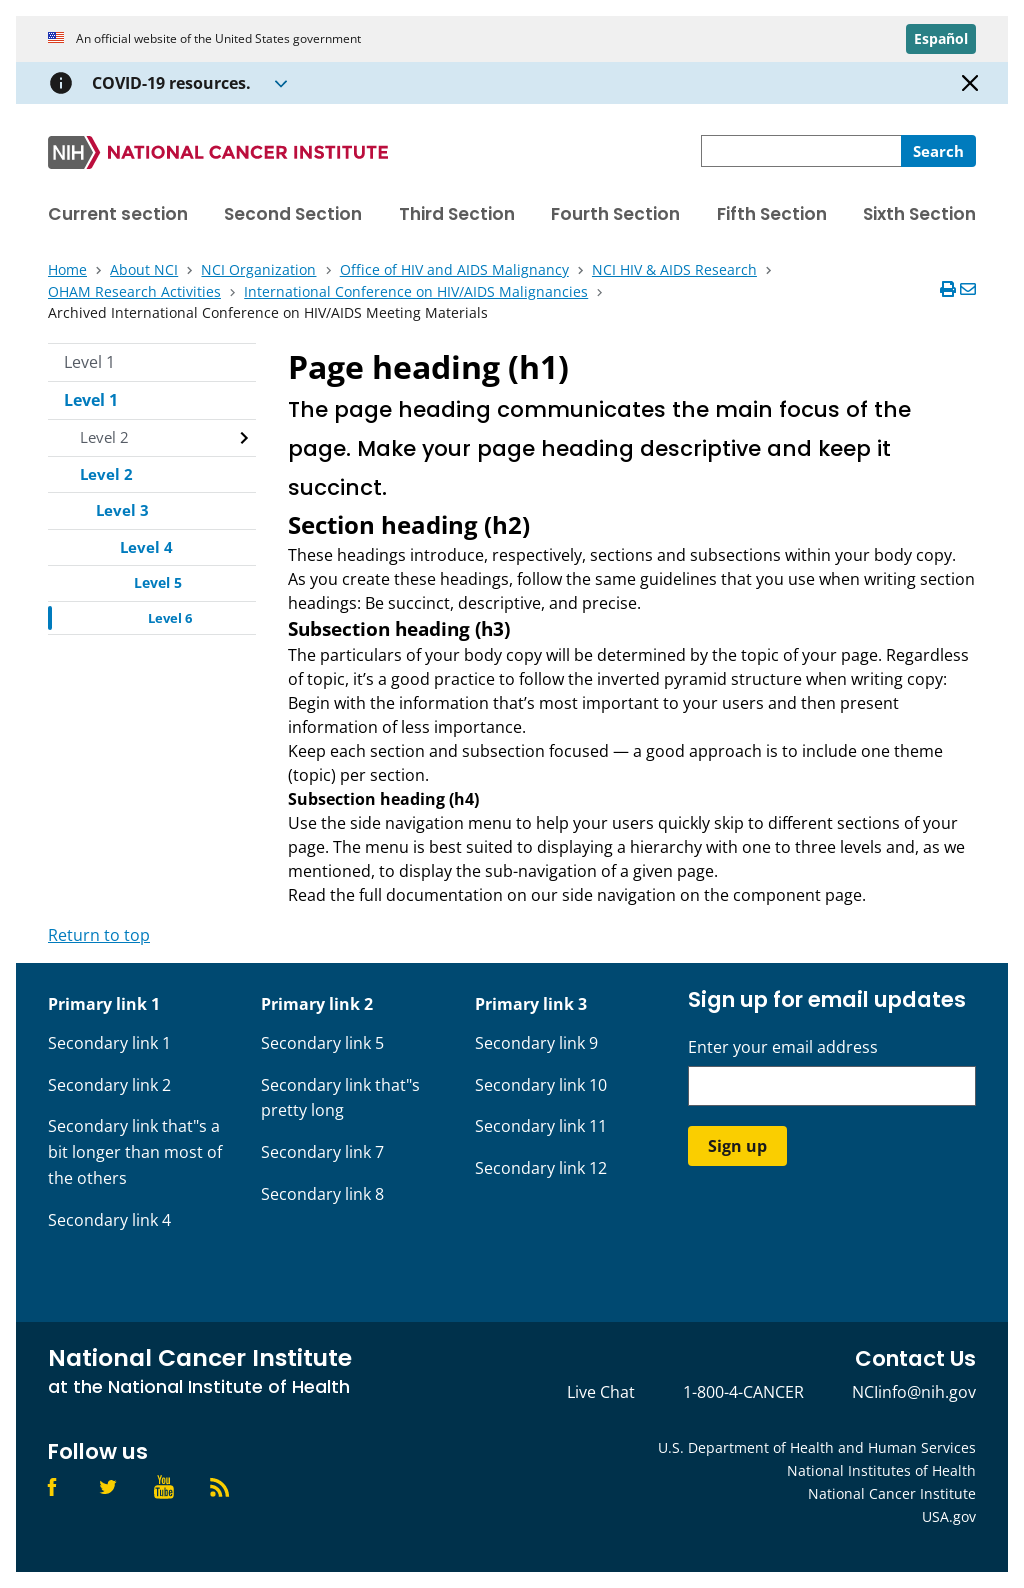 An official website of the United States government
Español
COVID-19 resources.
NIH NATIONAL CANCER INSTITUTE
Search
Current section Second Section Third Section Fourth Section Fifth Section Sixth Section
Home About NCI NCI Organization Office of HIV and AIDS Malignancy NCI HIV & AIDS Research
OHAM Research Activities International Conference on HIV/AIDS Malignancies
Archived International Conference on HIV/AIDS Meeting Materials
Level 1
Level 1
Level 2
Level 2
Level 3
Level 4
Level 5
Level 6
Page heading (h1)
The page heading communicates the main focus of the
page. Make your page heading descriptive and keep it
succinct.
Section heading (h2)
These headings introduce, respectively, sections and subsections within your body copy.
As you create these headings, follow the same guidelines that you use when writing section
headings: Be succinct, descriptive, and precise.
Subsection heading (h3)
The particulars of your body copy will be determined by the topic of your page. Regardless
of topic, it’s a good practice to follow the inverted pyramid structure when writing copy:
Begin with the information that’s most important to your users and then present
information of less importance.
Keep each section and subsection focused — a good approach is to include one theme
(topic) per section.
Subsection heading (h4)
Use the side navigation menu to help your users quickly skip to different sections of your
page. The menu is best suited to displaying a hierarchy with one to three levels and, as we
mentioned, to display the sub-navigation of a given page.
Read the full documentation on our side navigation on the component page.
Return to top
Primary link 1
Secondary link 1
Secondary link 2
Secondary link that"s a
bit longer than most of
the others
Secondary link 4
Primary link 2
Secondary link 5
Secondary link that"s
pretty long
Secondary link 7
Secondary link 8
Primary link 3
Secondary link 9
Secondary link 10
Secondary link 11
Secondary link 12
Sign up for email updates
Enter your email address
Sign up
National Cancer Institute
at the National Institute of Health
Contact Us
Live Chat 1-800-4-CANCER NCIinfo@nih.gov
Follow us
You
Tube
U.S. Department of Health and Human Services
National Institutes of Health
National Cancer Institute
USA.gov